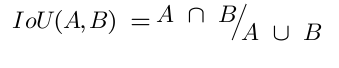 IoU(A, B) = A ∩ B / A ∪ B